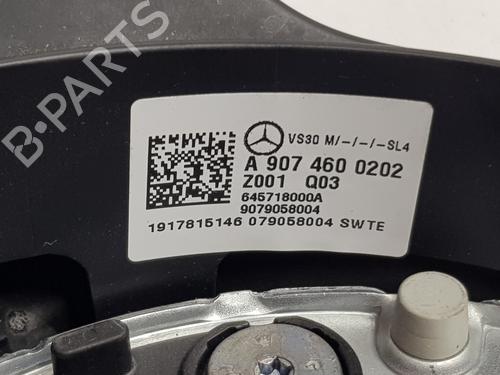 B-Parts
VS30 M/-/-/-SL4
A 907 460 0202
Z001 Q03
645718000A
9079058004
1917815146 079058004 SWTE